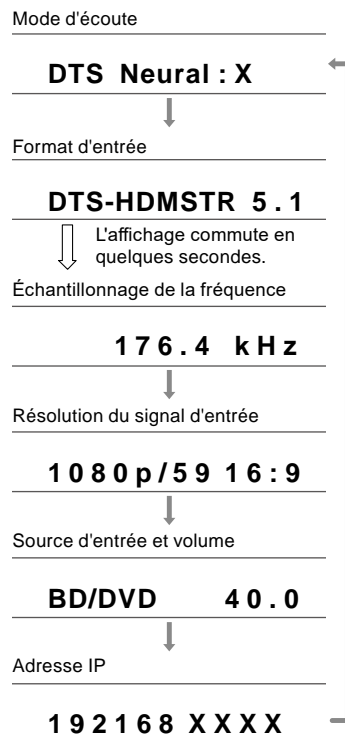 Mode d'écoute
DTS Neural:X
Format d'entrée
DTS-HDMSTR 5.1
L'affichage commute en
quelques secondes.
Échantillonnage de la fréquence
176.4 kHz
Résolution du signal d'entrée
1080p/59 16:9
Source d'entrée et volume
BD/DVD 40.0
Adresse IP
192168XXXX